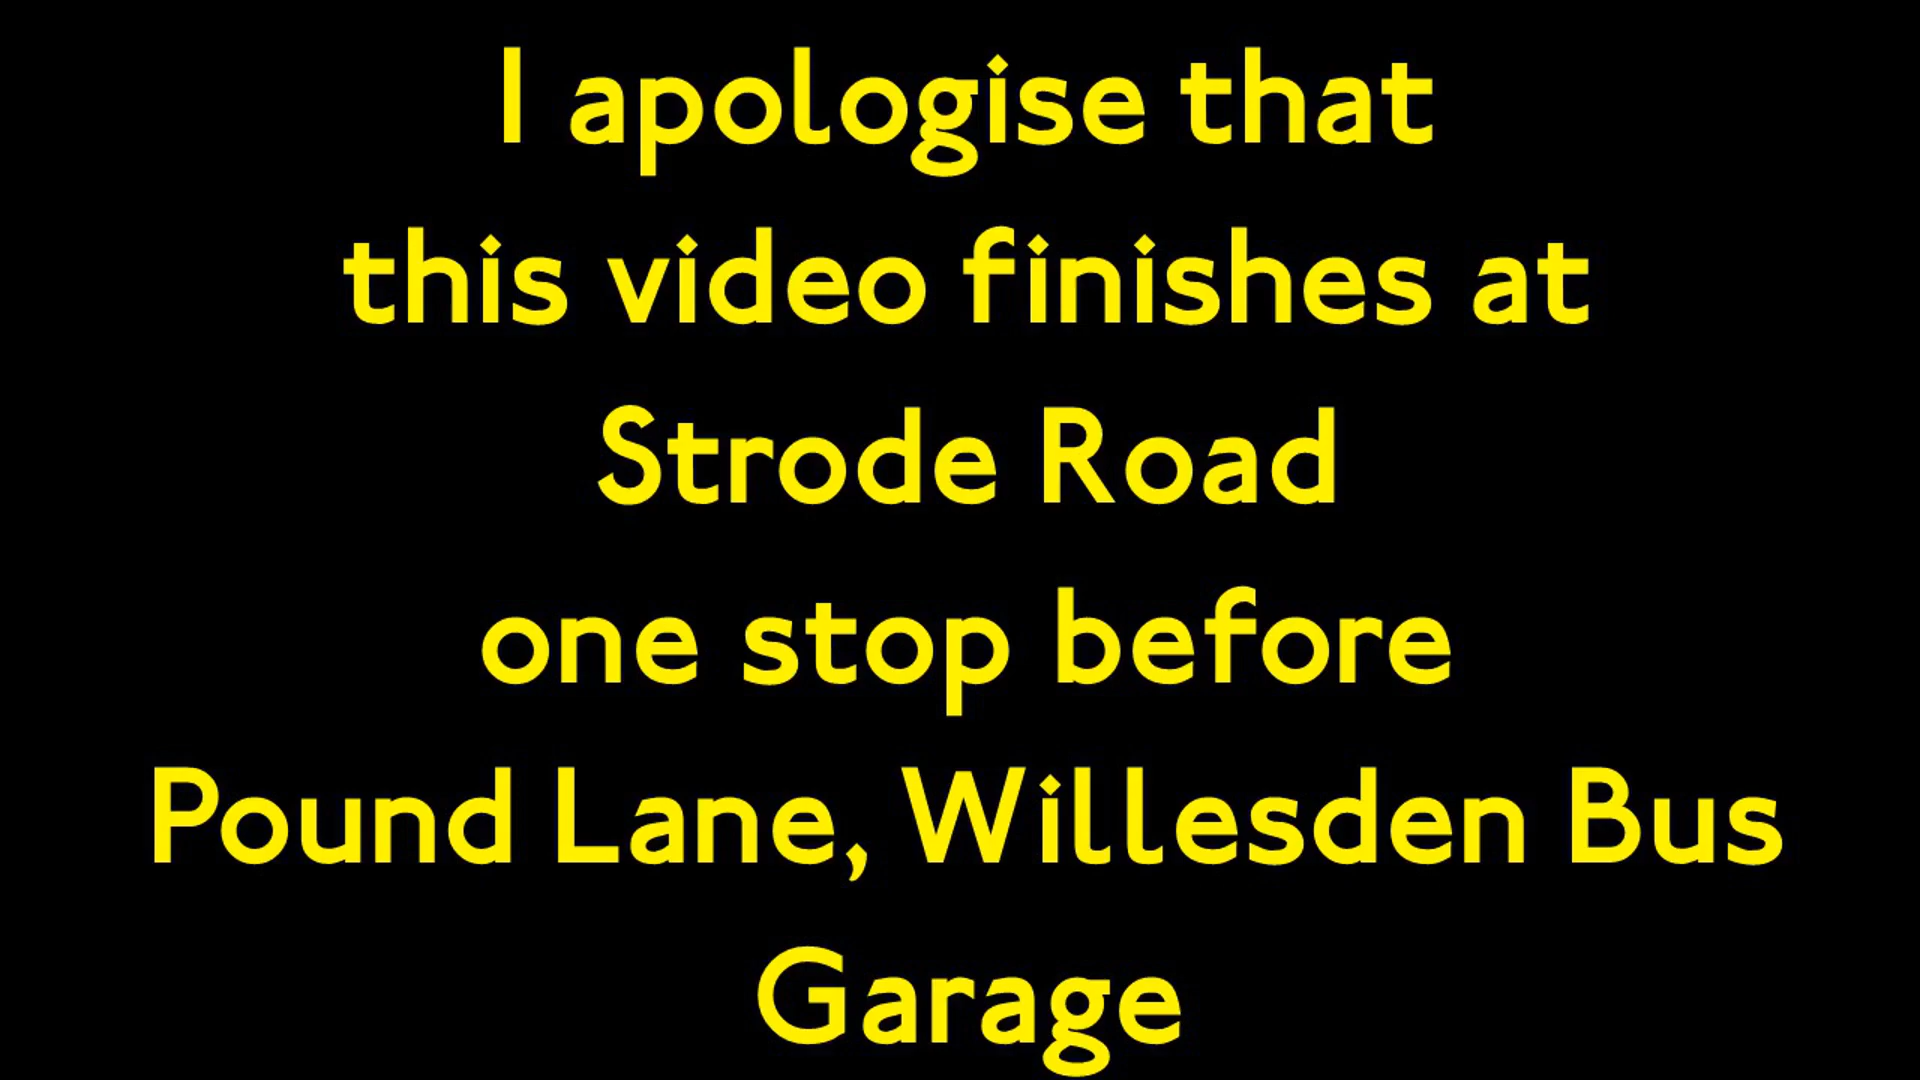 I apologise that
this video finishes at
Strode Road
one stop before
Pound Lane, Willesden Bus
Garage